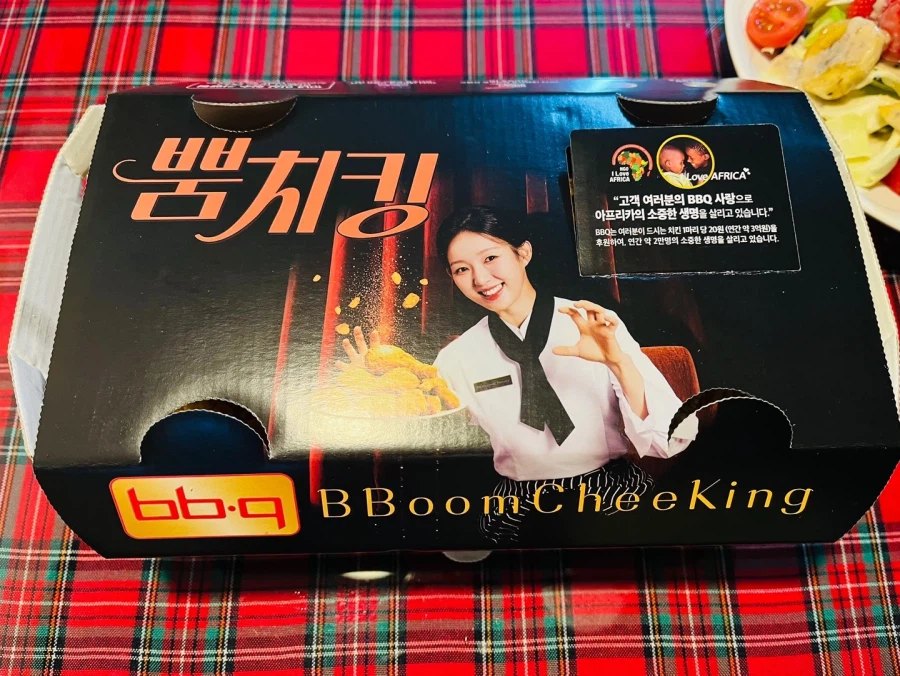 뿜치킹
NGO
I Love
AFRICA
I Love AFRICA
“고객 여러분의 BBQ 사랑으로
아프리카의 소중한 생명을 살리고 있습니다.”
BBQ는 여러분이 드시는 치킨 1마리 당 20원 (연간 약 3억원)을
후원하여, 연간 약 2만명의 소중한 생명을 살리고 있습니다.
bb.q BBoomCheeKing